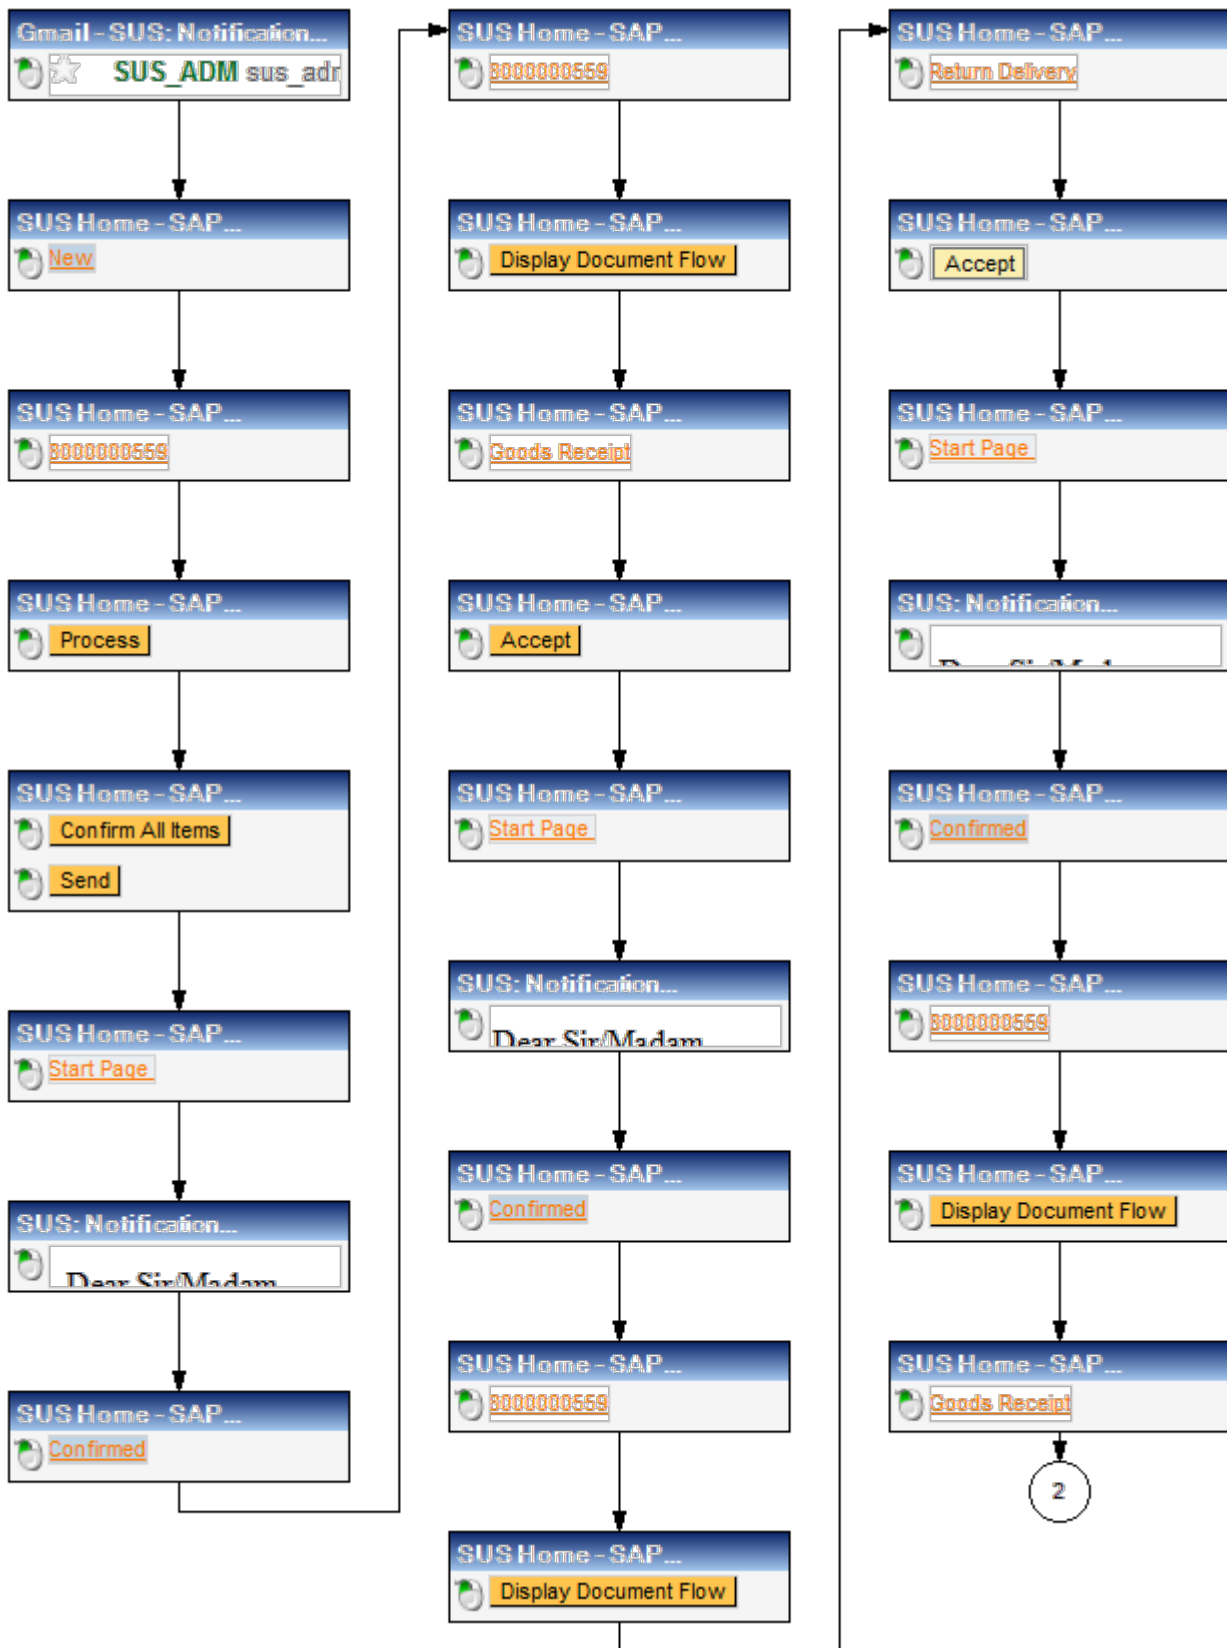 Gmail - SUS: Notification...
SUS_ADM sus_adr
SUS Home - SAP...
New
SUS Home - SAP...
8000000559
SUS Home - SAP...
Process
SUS Home - SAP...
Confirm All Items
Send
SUS Home - SAP...
Start Page
SUS: Notification...
Dear Sir/Madam
SUS Home - SAP...
Confirmed
SUS Home - SAP...
8000000559
SUS Home - SAP...
Display Document Flow
SUS Home - SAP...
Goods Receipt
SUS Home - SAP...
Accept
SUS Home - SAP...
Start Page
SUS: Notification...
Dear Sir/Madam
SUS Home - SAP...
Confirmed
SUS Home - SAP...
8000000559
SUS Home - SAP...
Display Document Flow
SUS Home - SAP...
Return Delivery
SUS Home - SAP...
Accept
SUS Home - SAP...
Start Page
SUS: Notification...
SUS Home - SAP...
Confirmed
SUS Home - SAP...
8000000559
SUS Home - SAP...
Display Document Flow
SUS Home - SAP...
Goods Receipt
2